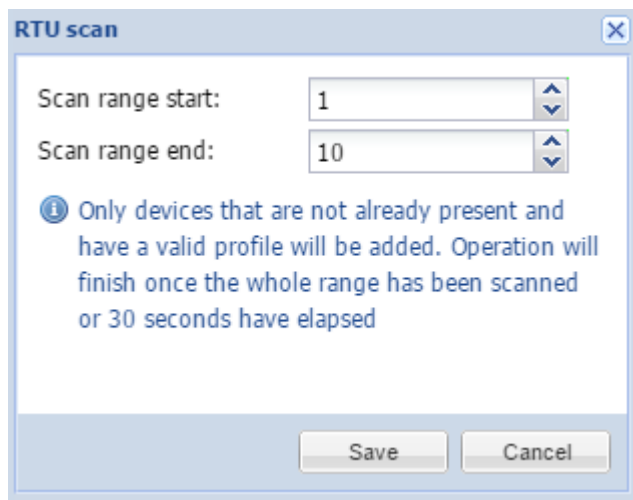 RTU scan
Scan range start: 1
Scan range end: 10
Only devices that are not already present and
have a valid profile will be added. Operation will
finish once the whole range has been scanned
or 30 seconds have elapsed
Save Cancel